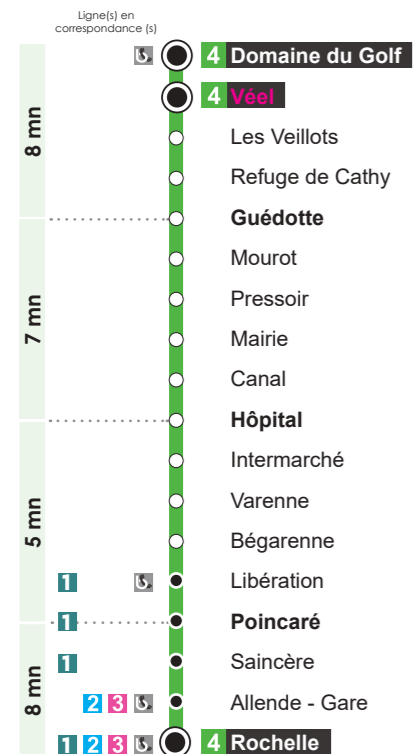 Ligne(s) en
correspondance (s)
4 Domaine du Golf
4 Véel
8 mn
Les Veillots
Refuge de Cathy
Guédotte
Mourot
Pressoir
7 mn
Mairie
Canal
Hôpital
Intermarché
Varenne
5 mn
Bégarenne
1 Libération
1 Poincaré
1 Saincère
8 mn
2 3 Allende - Gare
1 2 3 4 Rochelle